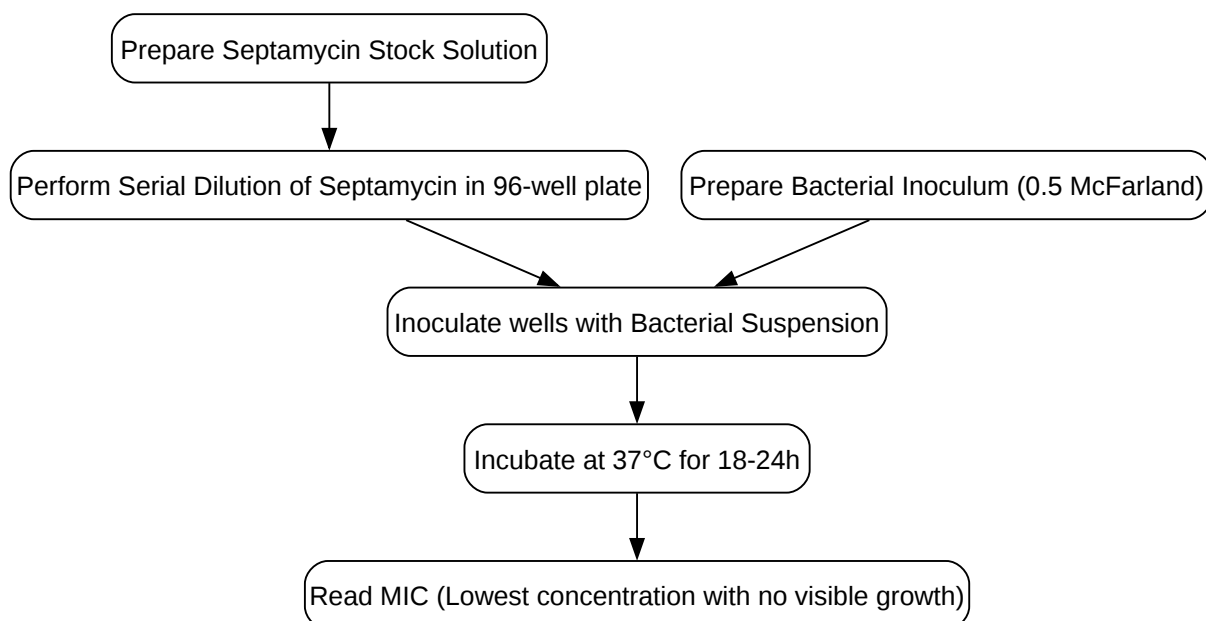 Prepare Septamycin Stock Solution
Perform Serial Dilution of Septamycin in 96-well plate
Prepare Bacterial Inoculum (0.5 McFarland)
Inoculate wells with Bacterial Suspension
Incubate at 37°C for 18-24h
Read MIC (Lowest concentration with no visible growth)